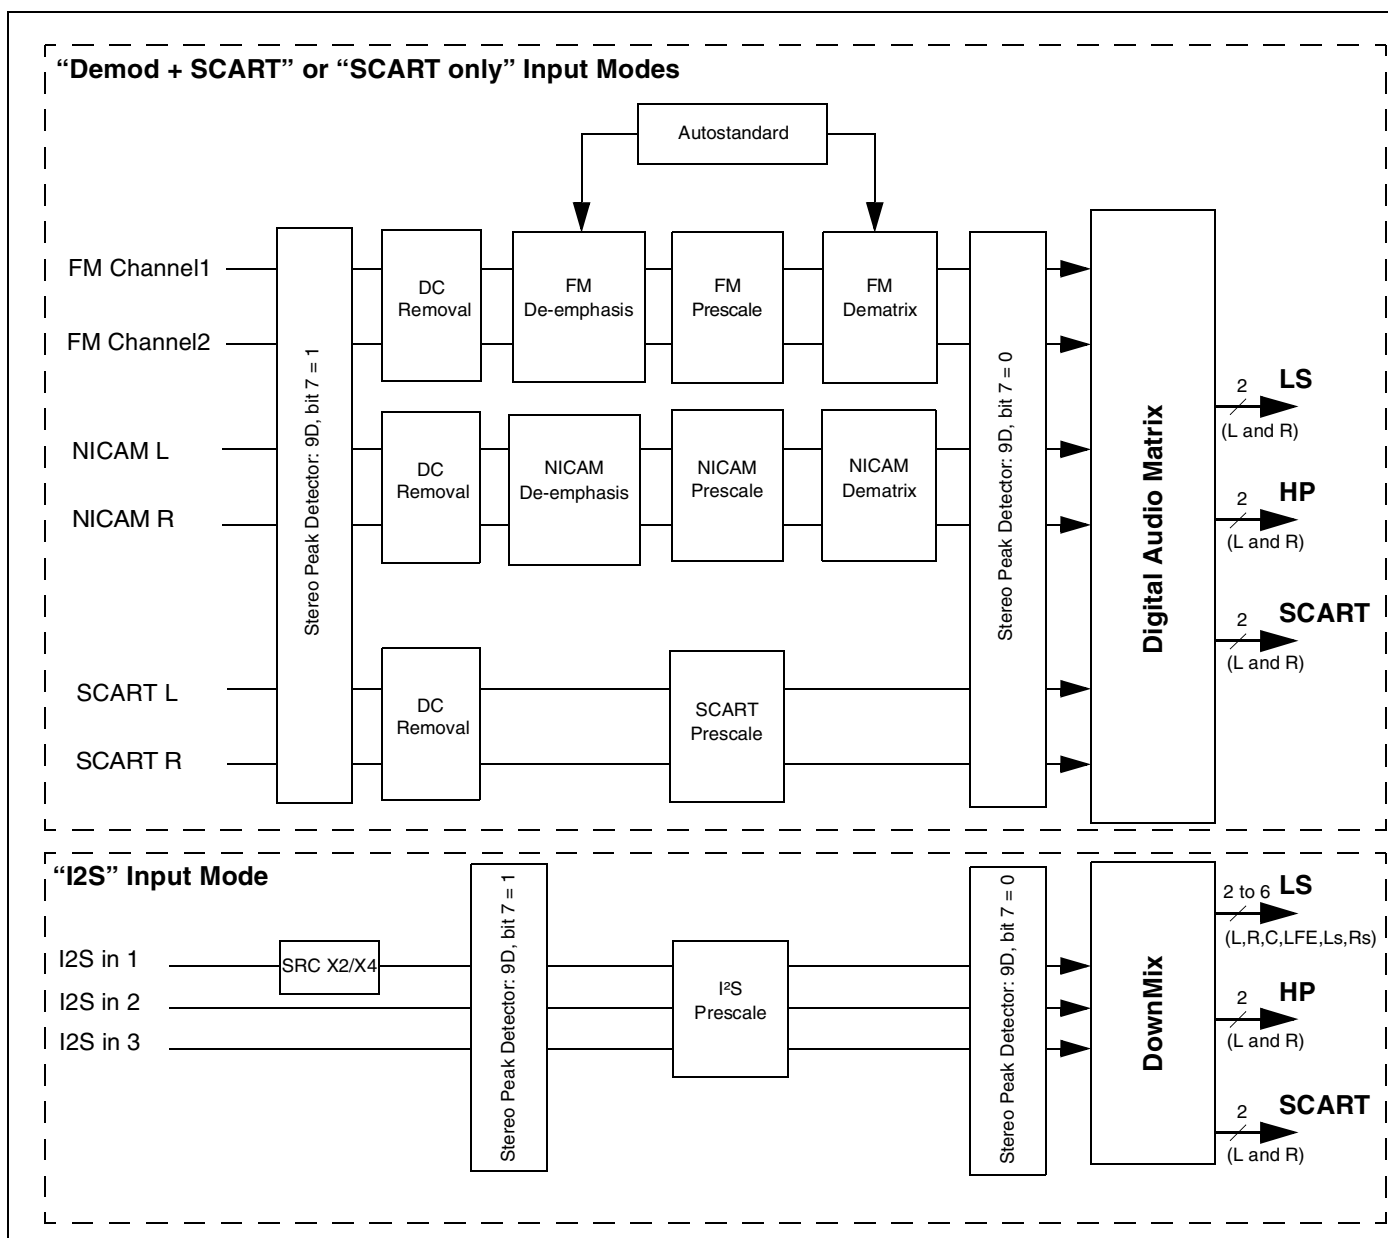 “Demod + SCART” or “SCART only” Input Modes
Autostandard
FM Channel1
FM Channel2
NICAM L
NICAM R
SCART L
SCART R
Stereo Peak Detector: 9D, bit 7 = 1
DC
Removal
FM
De-emphasis
FM
Prescale
FM
Dematrix
DC
Removal
NICAM
De-emphasis
NICAM
Prescale
NICAM
Dematrix
DC
Removal
SCART
Prescale
Stereo Peak Detector: 9D, bit 7 = 0
Digital Audio Matrix
2 LS
(L and R)
2 HP
(L and R)
2 SCART
(L and R)
“I2S” Input Mode
I2S in 1
I2S in 2
I2S in 3
SRC X2/X4
Stereo Peak Detector: 9D, bit 7 = 1
I²S
Prescale
Stereo Peak Detector: 9D, bit 7 = 0
DownMix
2 to 6 LS
(L,R,C,LFE,Ls,Rs)
2 HP
(L and R)
2 SCART
(L and R)